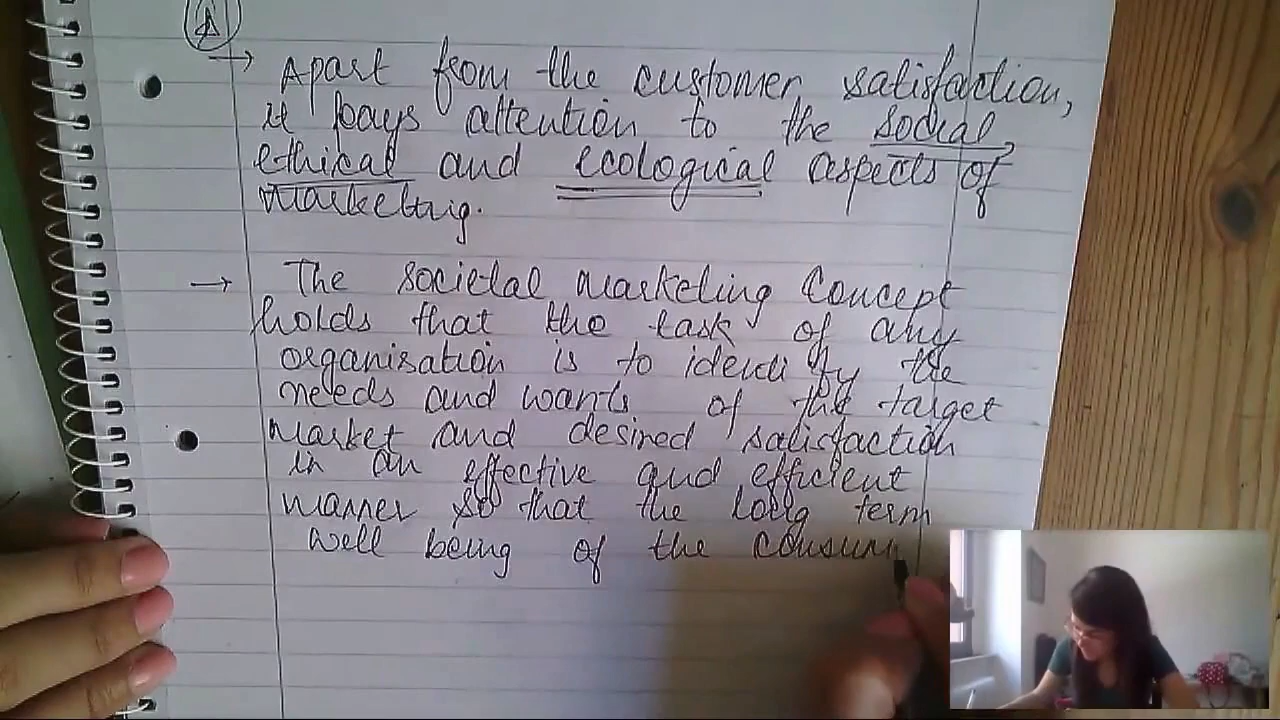 A
→ Apart from the customer satisfaction,
it pays attention to the social,
ethical and ecological aspects of
marketing.
→ The societal marketing concept
holds that the task of any
organisation is to identify the
needs and wants of the target
market and desired satisfaction
in an effective and efficient
manner so that the long term
well being of the consum